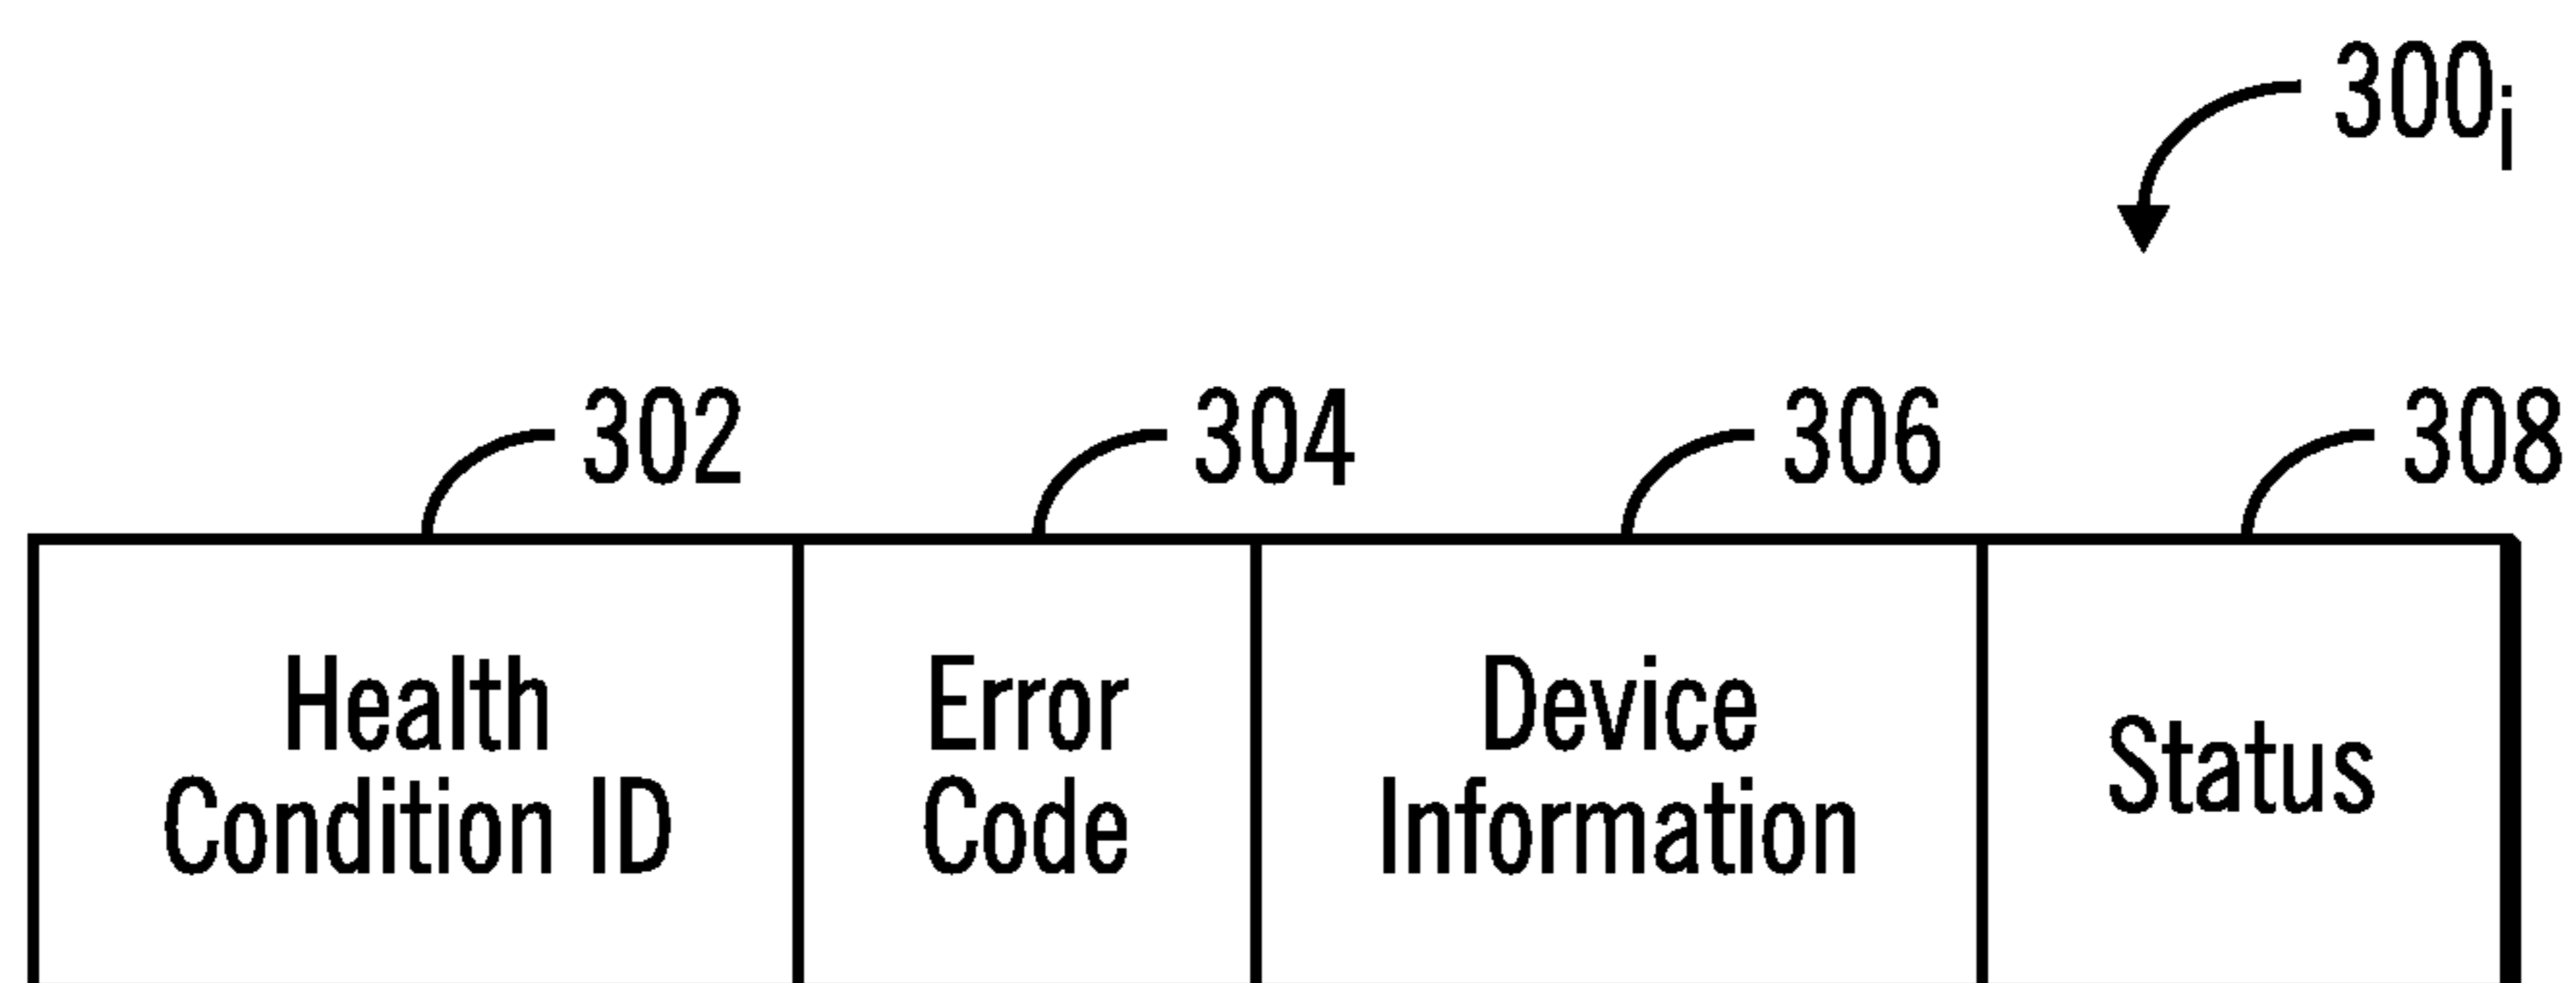 300i
302
304
306
308
Health
Condition ID
Error
Code
Device
Information
Status